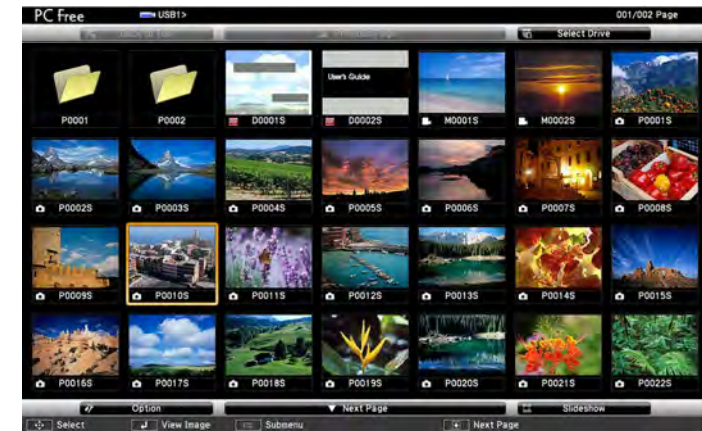 PC Free USB1> 001/002 Page
Select Drive
P0001 P0002 D0001S D0002S M0001S M0002S P0001S
User's Guide
P0002S P0003S P0004S P0005S P0006S P0007S P0008S
P0009S P0010S P0011S P0012S P0013S P0014S P0015S
P0016S P0017S P0018S P0019S P0020S P0021S P0022S
Option ▼ Next Page Slideshow
Select View Image Submenu Next Page